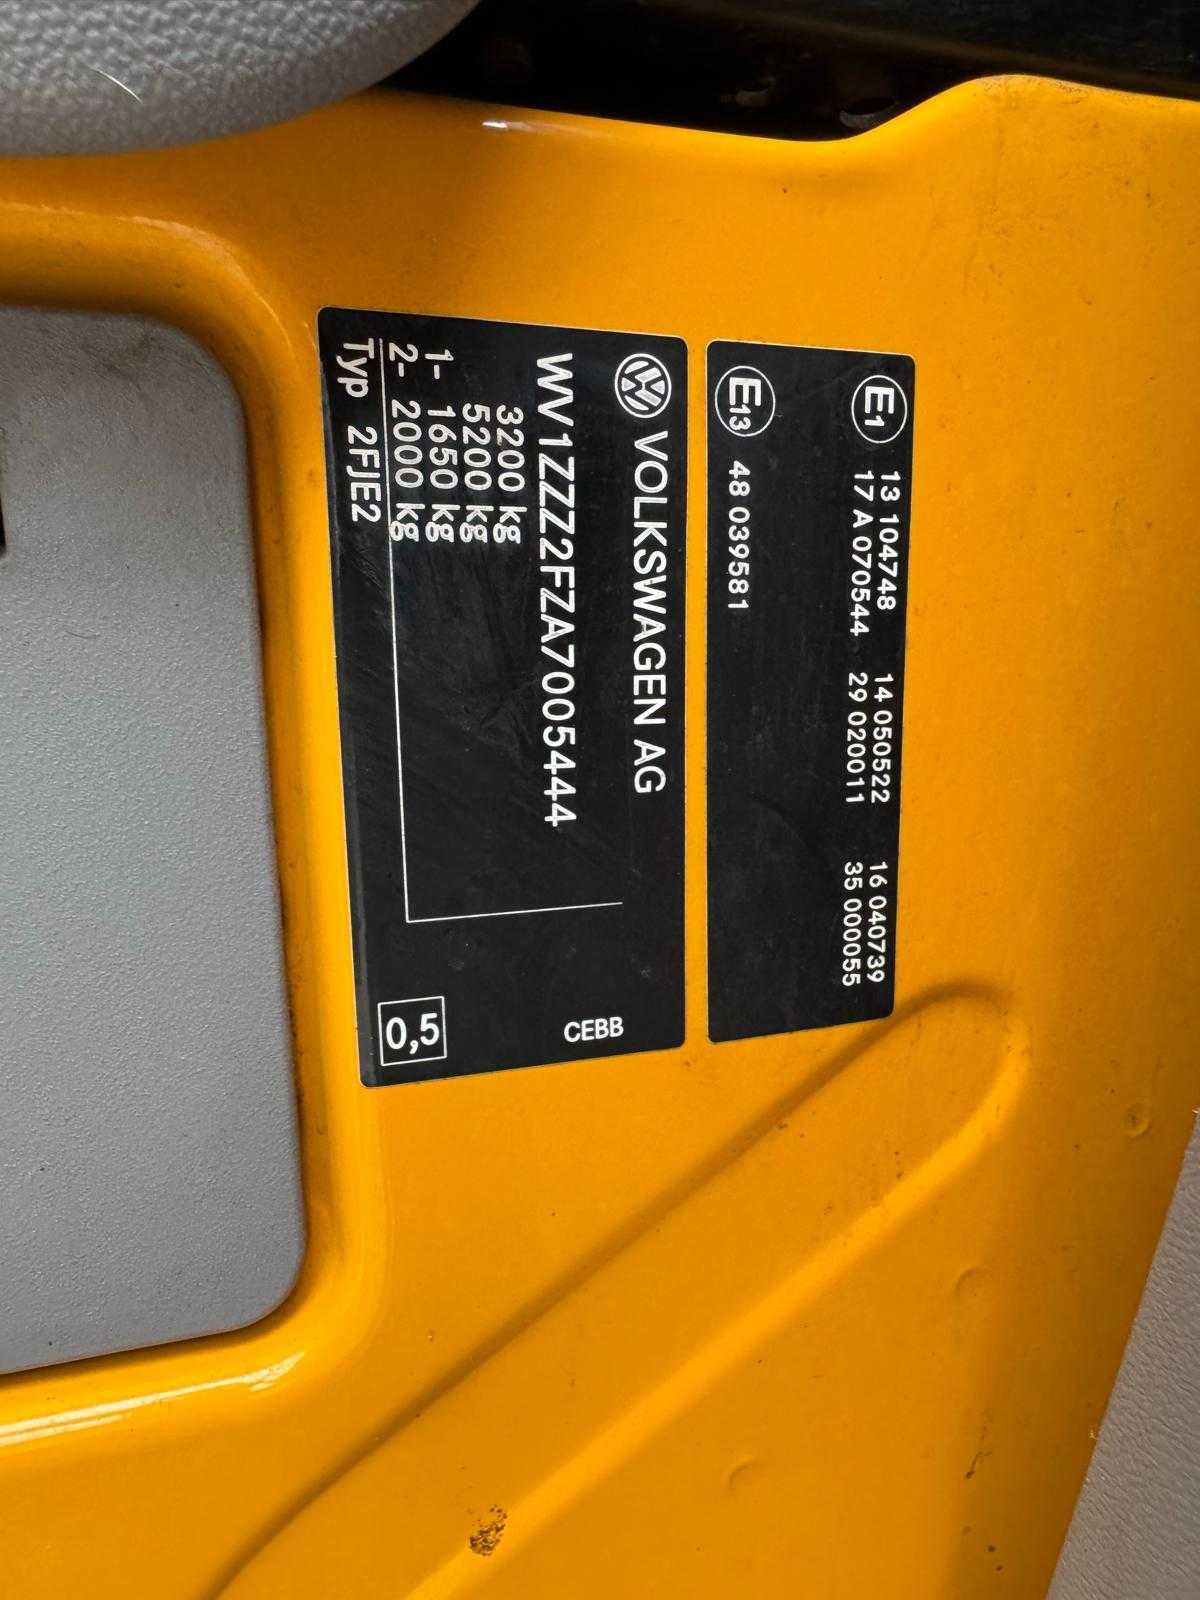 E1 13 104748 14 050522 16 040739
17 A 070544 29 020011 35 000055
E13 48 039581
VOLKSWAGEN AG
WV1ZZZ2FZA7005444
CEBB
3200 kg
5200 kg
1- 1650 kg
2- 2000 kg
Typ 2FJE2
0,5